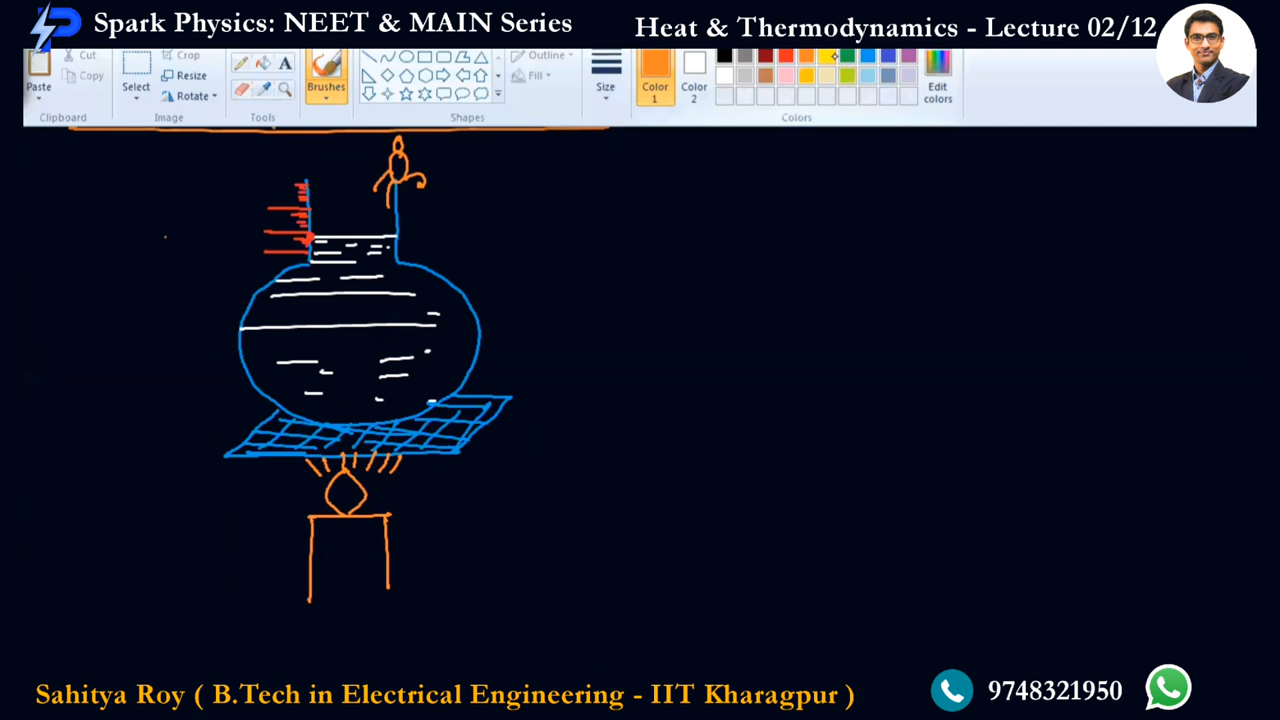 Spark Physics: NEET & MAIN Series
Heat & Thermodynamics - Lecture 02/12
Paste
Cut
Copy
Clipboard
Select
Crop
Resize
Rotate
Image
A
Tools
Brushes
Shapes
Outline
Fill
Size
Color 1
Color 2
Edit colors
Colors
Sahitya Roy ( B.Tech in Electrical Engineering - IIT Kharagpur )
9748321950